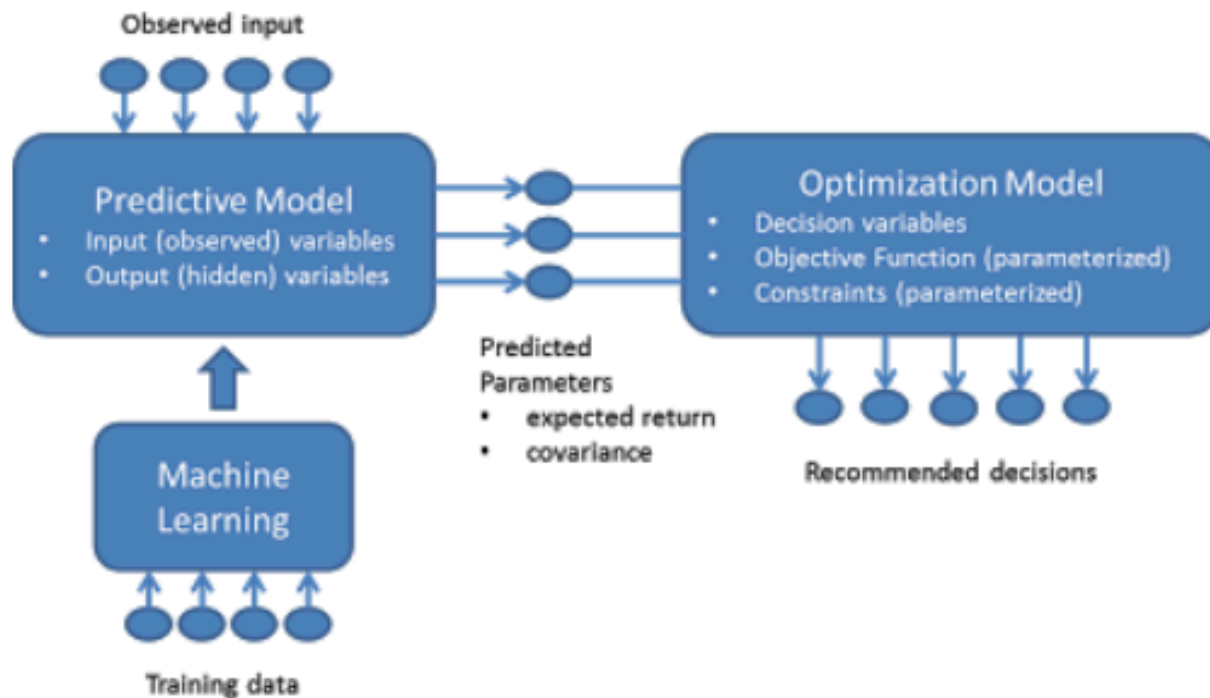 Observed input
Predictive Model
• Input (observed) variables
• Output (hidden) variables
Optimization Model
• Decision variables
• Objective Function (parameterized)
• Constraints (parameterized)
Predicted
Parameters
• expected return
• covariance
Recommended decisions
Machine
Learning
Training data